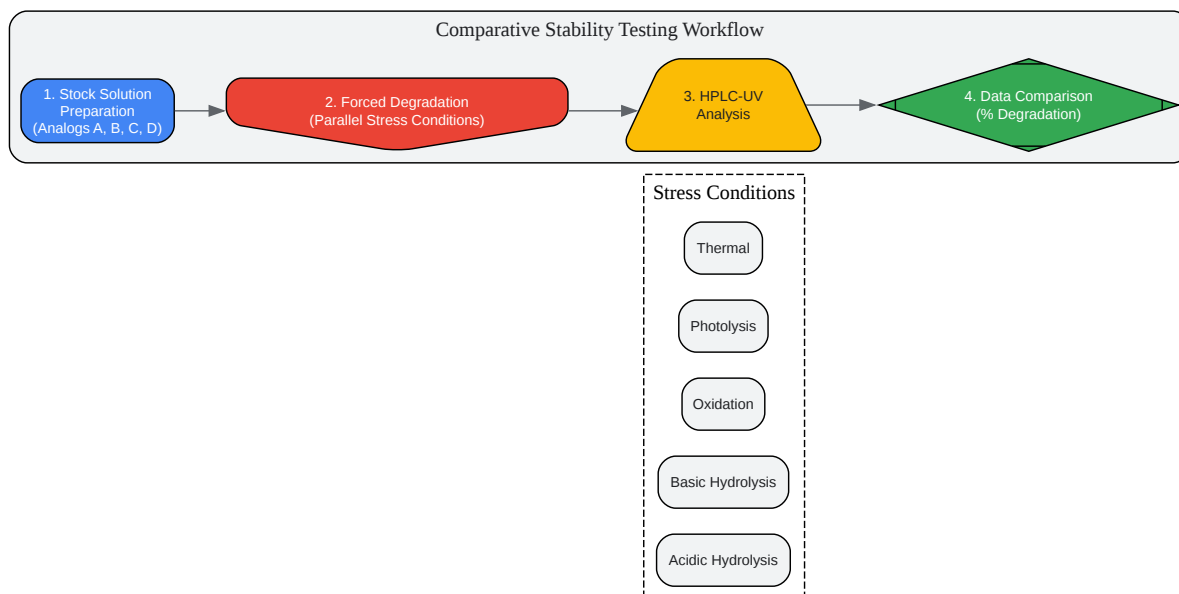 Comparative Stability Testing Workflow
1. Stock Solution
Preparation
(Analogs A, B, C, D)
2. Forced Degradation
(Parallel Stress Conditions)
3. HPLC-UV
Analysis
4. Data Comparison
(% Degradation)
Stress Conditions
Thermal
Photolysis
Oxidation
Basic Hydrolysis
Acidic Hydrolysis